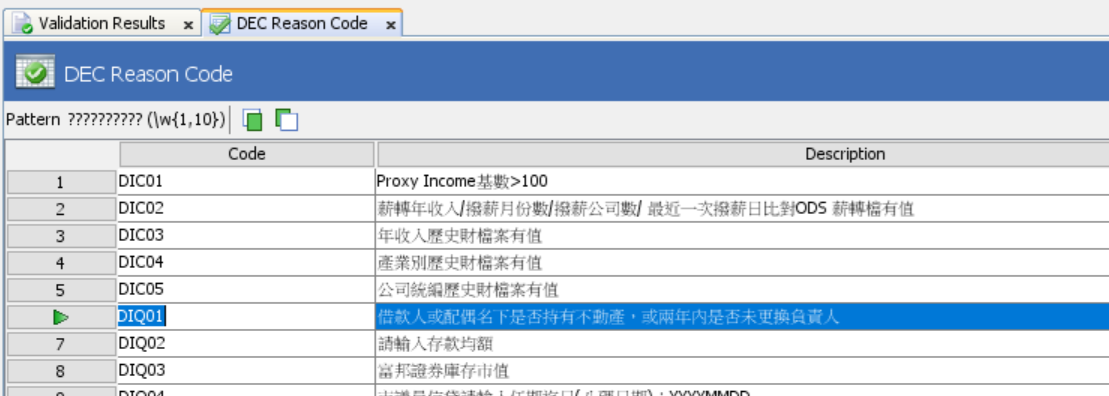 Validation Results x DEC Reason Code x
DEC Reason Code
Pattern ?????????? (\w{1,10})
Code Description
1 DIC01 Proxy Income基數>100
2 DIC02 薪轉年收入/撥薪月份數/撥薪公司數/ 最近一次撥薪日比對ODS 薪轉檔有值
3 DIC03 年收入歷史財檔案有值
4 DIC04 產業別歷史財檔案有值
5 DIC05 公司統編歷史財檔案有值
DIQ01 借款人或配偶名下是否持有不動產，或兩年內是否未更換負責人
7 DIQ02 請輸入存款均額
8 DIQ03 富邦證券庫存市值
DIQ04 YYYYMMDD